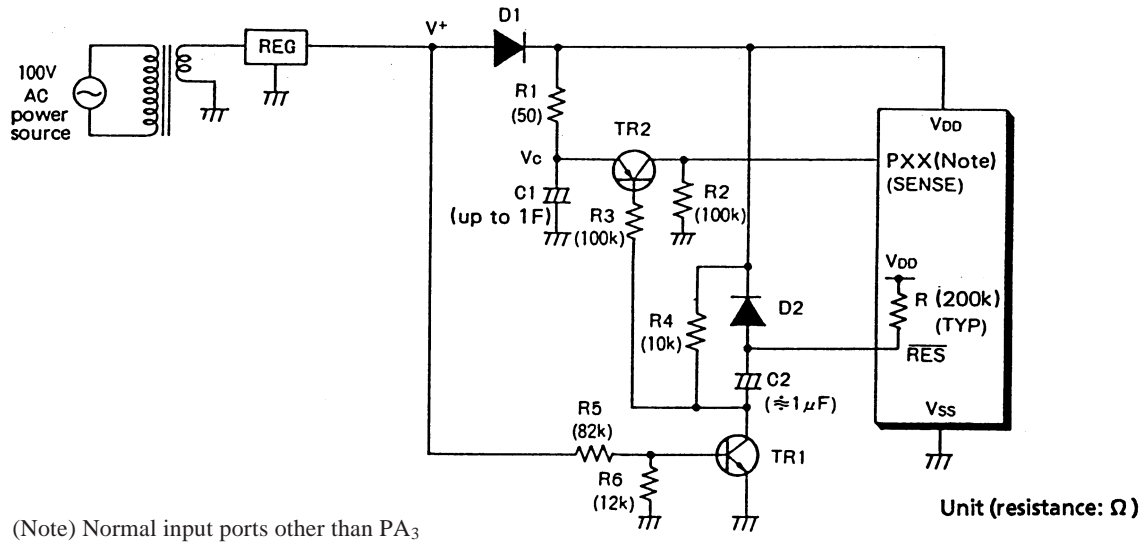 100V
AC
power
source
REG
V+
D1
R1
(50)
TR2
Vc
C1
(up to 1F)
R3
(100k)
R2
(100k)
VDD
PXX(Note)
(SENSE)
VDD
R (200k)
(TYP)
RES
R4
(10k)
D2
C2
(≒1μF)
VSS
R5
(82k)
R6
(12k)
TR1
Unit (resistance: Ω)
(Note) Normal input ports other than PA3